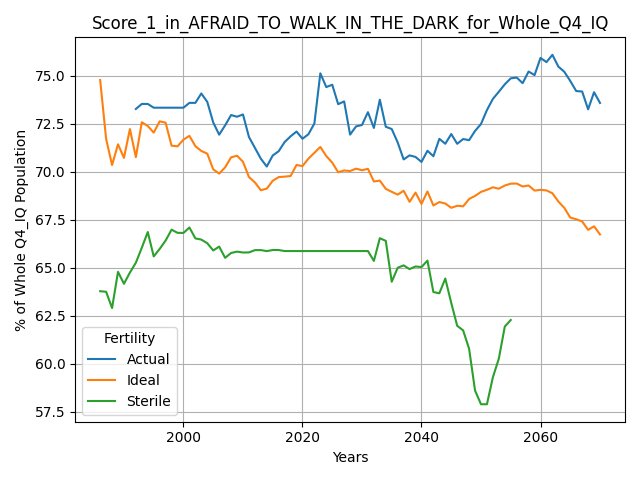 Score_1_in_AFRAID_TO_WALK_IN_THE_DARK_for_Whole_Q4_IQ
% of Whole Q4_IQ Population
75.0
72.5
70.0
67.5
65.0
62.5
60.0
57.5
Fertility
Actual
Ideal
Sterile
2000
2020
2040
2060
Years